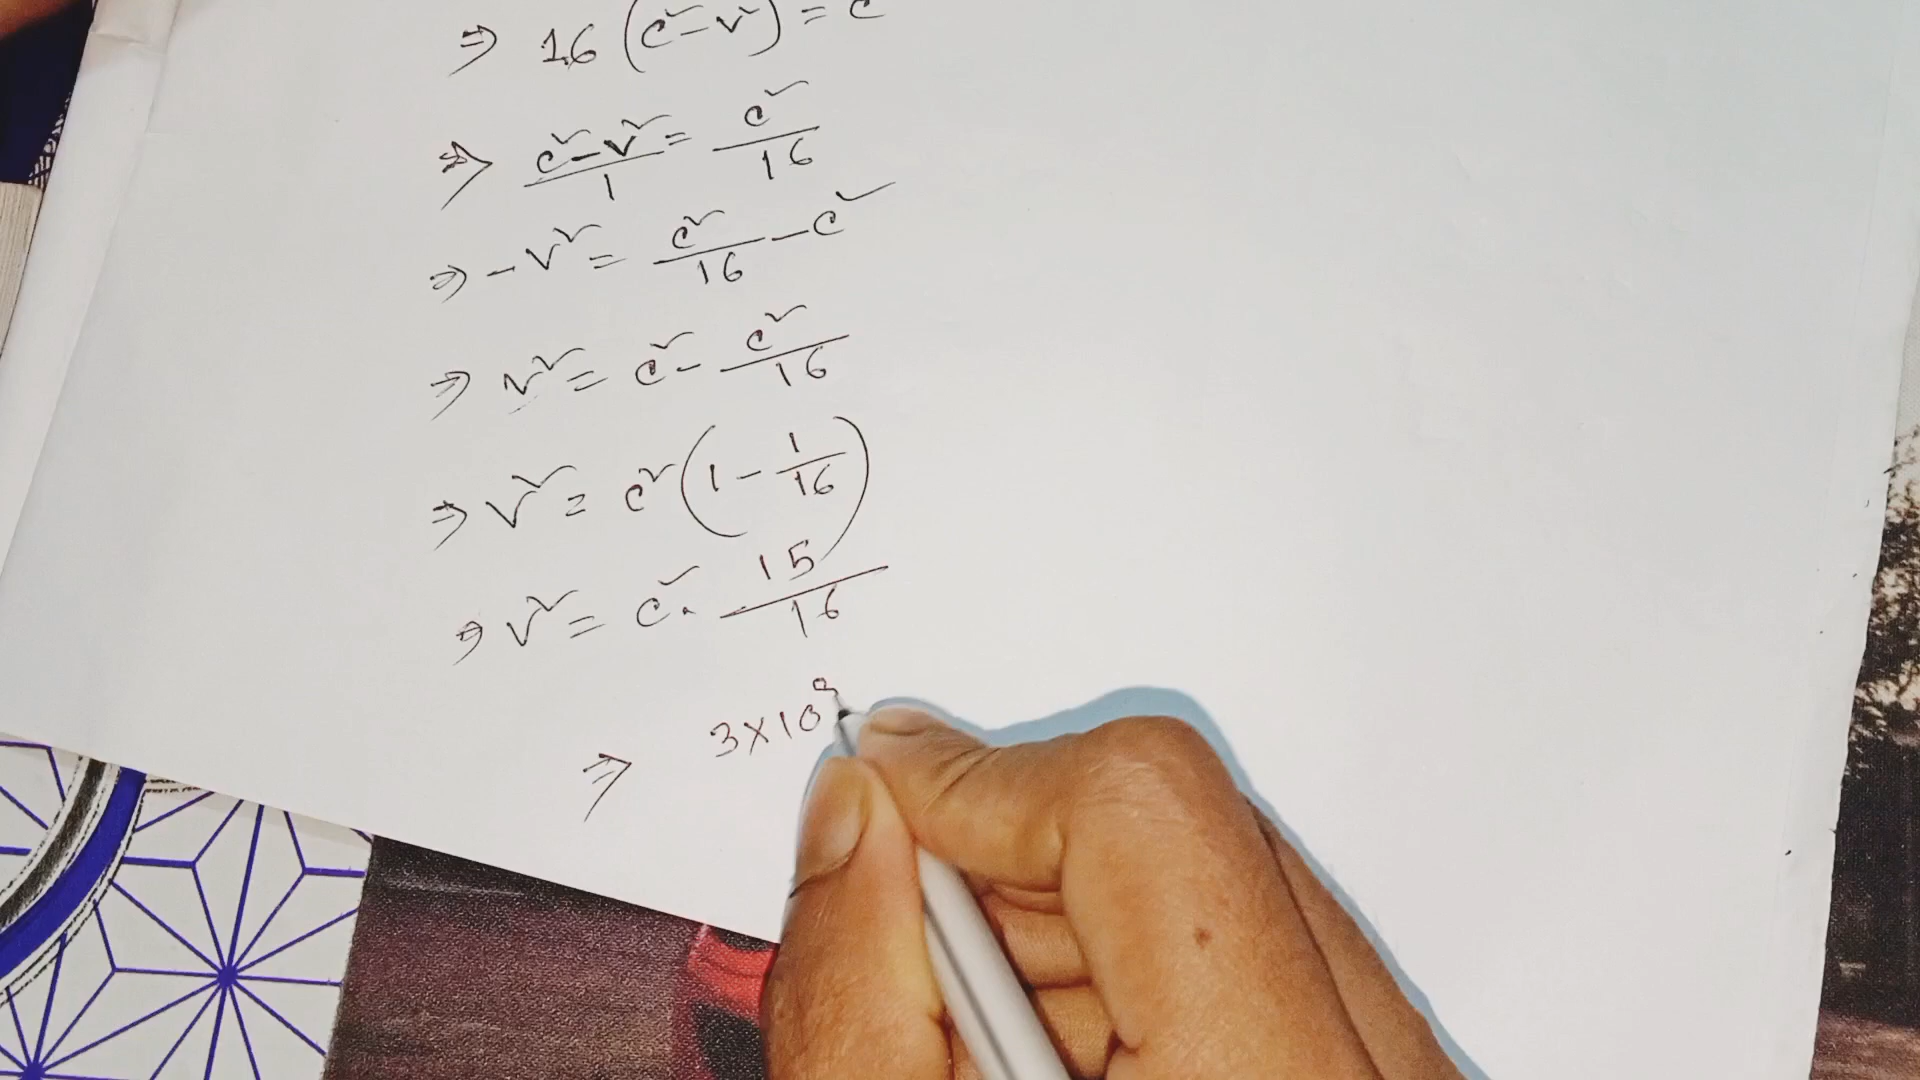 ⇒ 16 (c²-v²) = c
⇒ c²-v²/1 = c²/16
⇒ -v² = c²/16 - c²
⇒ v² = c² - c²/16
⇒ v² = c² (1 - 1/16)
⇒ v² = c² . 15/16
⇒ 3×10⁸